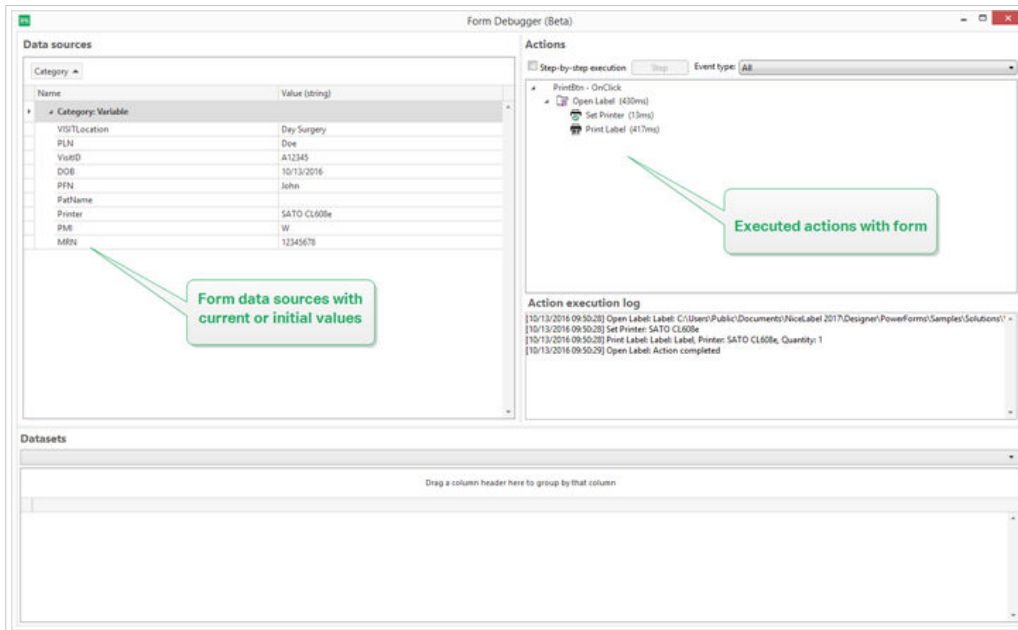 Form Debugger (Beta)
Data sources
Category
Name Value (string)
Category: Variable
VISITLocation Day Surgery
PLN Doe
VisitID A12345
DOB 10/13/2016
PFN John
PatName
Printer SATO CL608e
PMI W
MRN 12345678
Form data sources with
current or initial values
Actions
Step-by-step execution Step Event type: All
PrintBtn - OnClick
Open Label (430ms)
Set Printer (13ms)
Print Label (417ms)
Executed actions with form
Action execution log
[10/13/2016 09:50:28] Open Label: Label: C:\Users\Public\Documents\NiceLabel 2017\Designer\PowerForms\Samples\Solutions\
[10/13/2016 09:50:28] Set Printer: SATO CL608e
[10/13/2016 09:50:28] Print Label: Label: Label, Printer: SATO CL608e, Quantity: 1
[10/13/2016 09:50:29] Open Label: Action completed
Datasets
Drag a column header here to group by that column